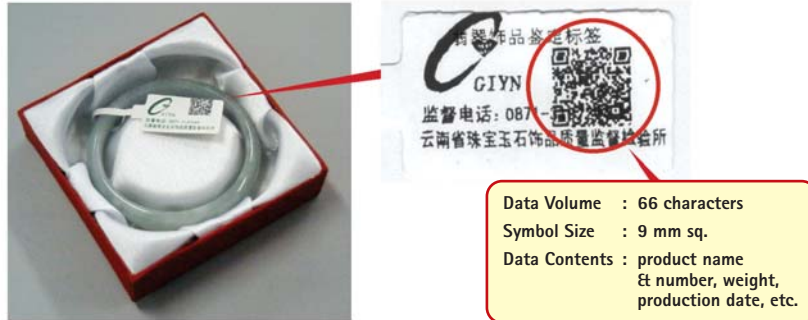 饰品鉴定标签
GIYN
监督电话: 0871-
云南省珠宝玉石饰品质量监督检验所
GIYN
Data Volume : 66 characters
Symbol Size : 9 mm sq.
Data Contents : product name
& number, weight,
production date, etc.